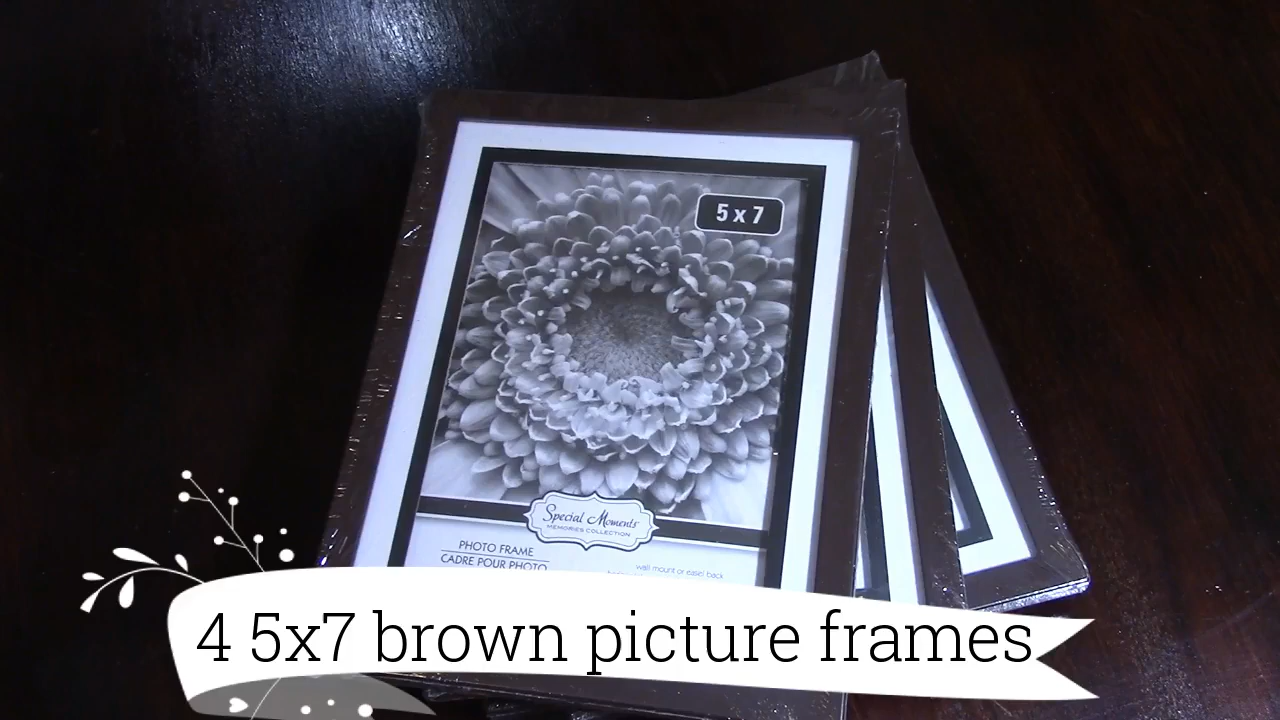 5 x 7
Special Moments
MEMORIES COLLECTION
PHOTO FRAME
CADRE POUR PHOTO
wall mount or easel back
4 5x7 brown picture frames